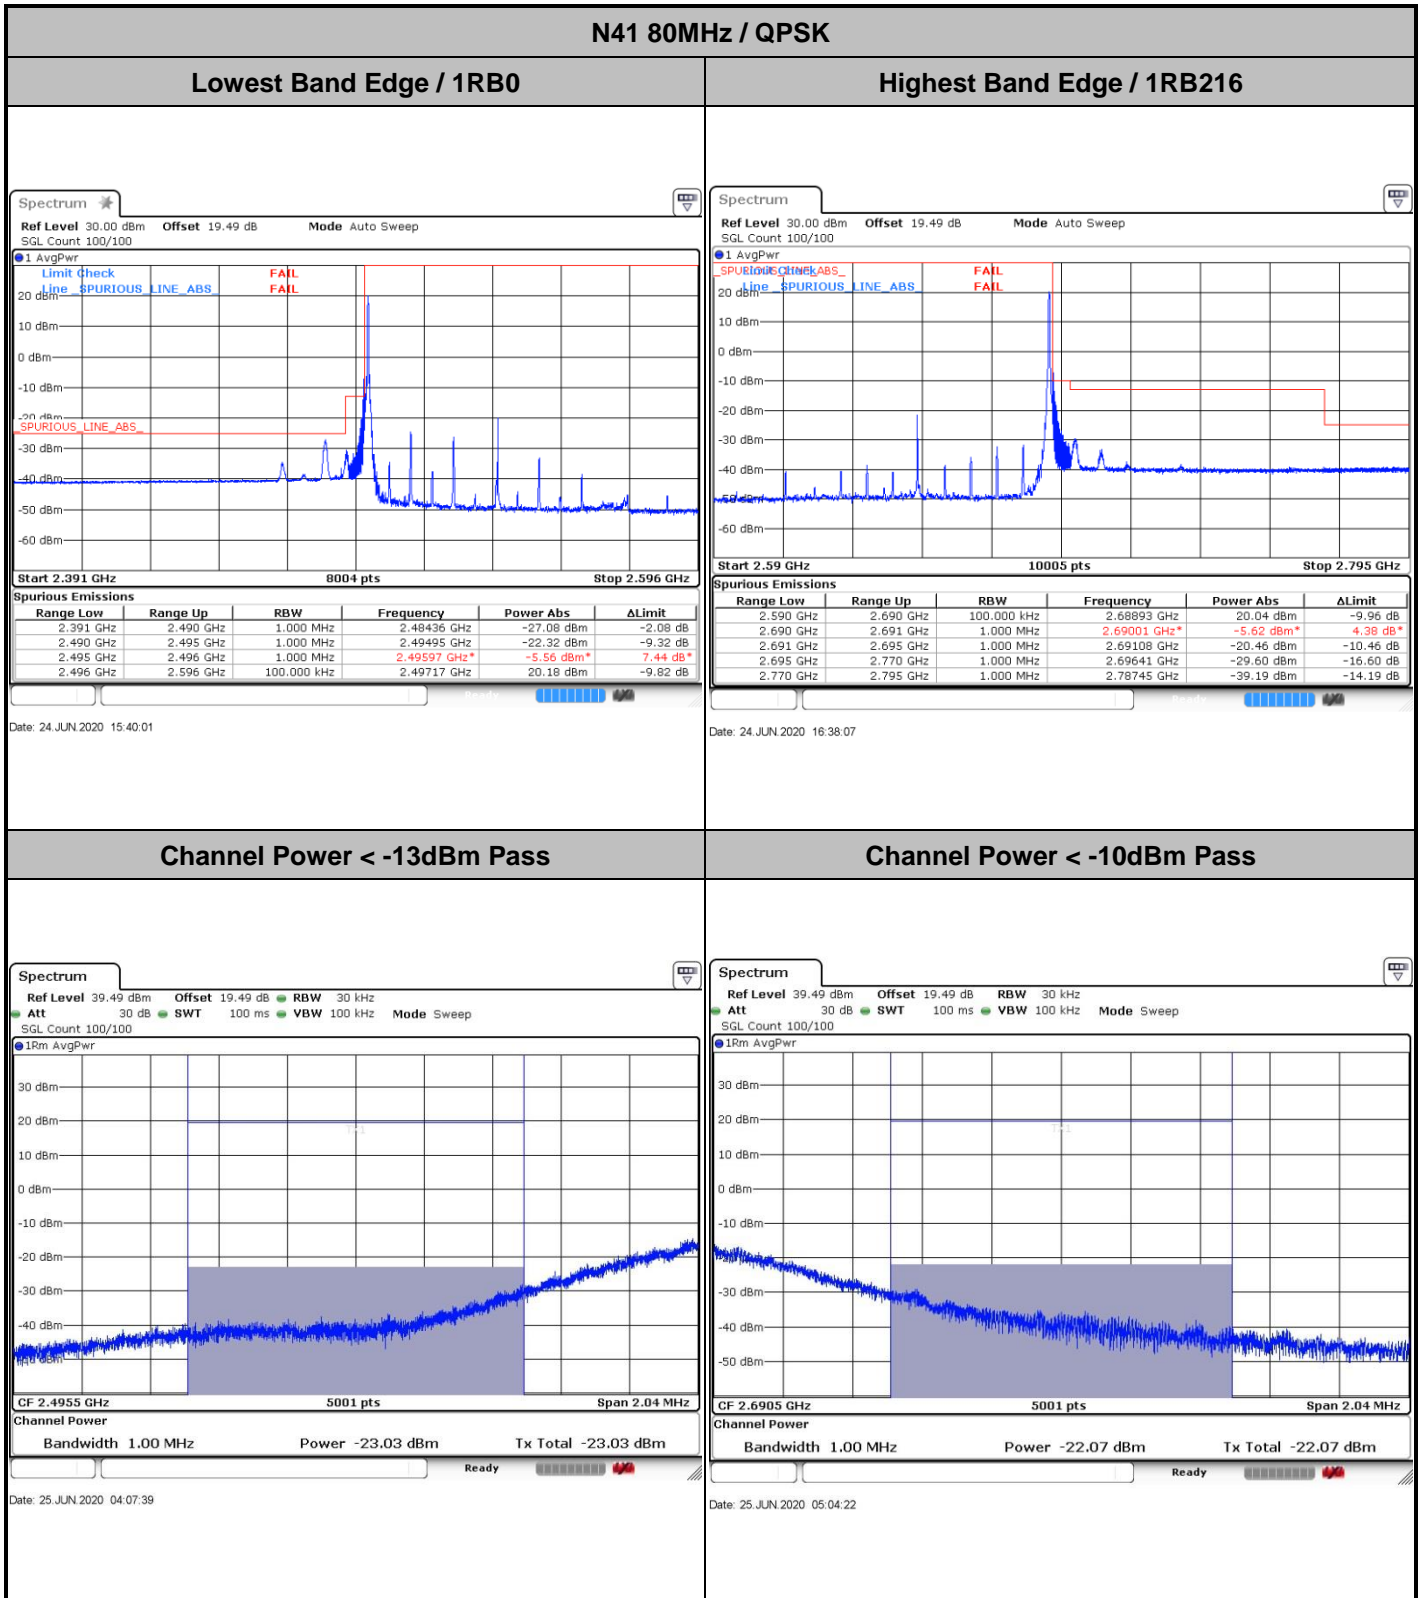 N41 80MHz / QPSK
Lowest Band Edge / 1RB0
Highest Band Edge / 1RB216
Spectrum
Ref Level 30.00 dBm Offset 19.49 dB Mode Auto Sweep
SGL Count 100/100
1 AvgPwr
Limit Check FAIL
Line _SPURIOUS_LINE_ABS_ FAIL
20 dBm
10 dBm
0 dBm
-10 dBm
-20 dBm
_SPURIOUS_LINE_ABS_
-30 dBm
-40 dBm
-50 dBm
-60 dBm
Start 2.391 GHz 8004 pts Stop 2.596 GHz
Spurious Emissions
Range Low Range Up RBW Frequency Power Abs ΔLimit
2.391 GHz 2.490 GHz 1.000 MHz 2.48436 GHz -27.08 dBm -2.08 dB
2.490 GHz 2.495 GHz 1.000 MHz 2.49495 GHz -22.32 dBm -9.32 dB
2.495 GHz 2.496 GHz 1.000 MHz 2.49597 GHz* -5.56 dBm* 7.44 dB*
2.496 GHz 2.596 GHz 100.000 kHz 2.49717 GHz 20.18 dBm -9.82 dB
Ready
Date: 24.JUN.2020 15:40:01
Spectrum
Ref Level 30.00 dBm Offset 19.49 dB Mode Auto Sweep
SGL Count 100/100
1 AvgPwr
_SPURIOUS_LINE_ABS_
Limit Check FAIL
Line _SPURIOUS_LINE_ABS_ FAIL
20 dBm
10 dBm
0 dBm
-10 dBm
-20 dBm
-30 dBm
-40 dBm
-50 dBm
-60 dBm
Start 2.59 GHz 10005 pts Stop 2.795 GHz
Spurious Emissions
Range Low Range Up RBW Frequency Power Abs ΔLimit
2.590 GHz 2.690 GHz 100.000 kHz 2.68893 GHz 20.04 dBm -9.96 dB
2.690 GHz 2.691 GHz 1.000 MHz 2.69001 GHz* -5.62 dBm* 4.38 dB*
2.691 GHz 2.695 GHz 1.000 MHz 2.69108 GHz -20.46 dBm -10.46 dB
2.695 GHz 2.770 GHz 1.000 MHz 2.69641 GHz -29.60 dBm -16.60 dB
2.770 GHz 2.795 GHz 1.000 MHz 2.78745 GHz -39.19 dBm -14.19 dB
Ready
Date: 24.JUN.2020 16:38:07
Channel Power < -13dBm Pass
Channel Power < -10dBm Pass
Spectrum
Ref Level 39.49 dBm Offset 19.49 dB RBW 30 kHz
Att 30 dB SWT 100 ms VBW 100 kHz Mode Sweep
SGL Count 100/100
1Rm AvgPwr
30 dBm
20 dBm
10 dBm
0 dBm
-10 dBm
-20 dBm
-30 dBm
-40 dBm
-50 dBm
CF 2.4955 GHz 5001 pts Span 2.04 MHz
Channel Power
Bandwidth 1.00 MHz Power -23.03 dBm Tx Total -23.03 dBm
Ready
Date: 25.JUN.2020 04:07:39
Spectrum
Ref Level 39.49 dBm Offset 19.49 dB RBW 30 kHz
Att 30 dB SWT 100 ms VBW 100 kHz Mode Sweep
SGL Count 100/100
1Rm AvgPwr
30 dBm
20 dBm
10 dBm
0 dBm
-10 dBm
-30 dBm
-40 dBm
-50 dBm
CF 2.6905 GHz 5001 pts Span 2.04 MHz
Channel Power
Bandwidth 1.00 MHz Power -22.07 dBm Tx Total -22.07 dBm
Ready
Date: 25.JUN.2020 05:04:22